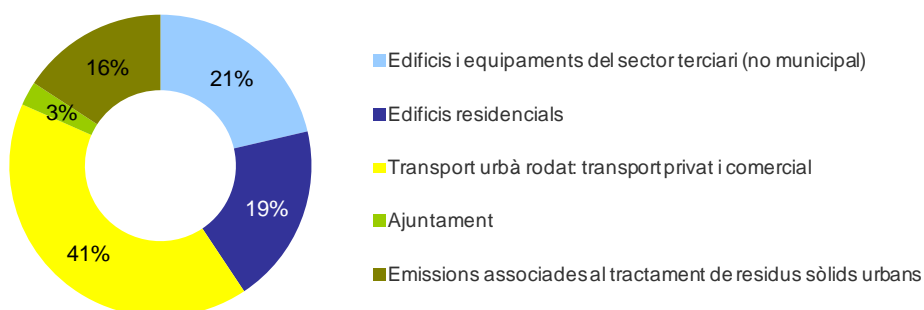 16%
21%
3%
19%
41%
Edificis i equipaments del sector terciari (no municipal)
Edificis residencials
Transport urbà rodat: transport privat i comercial
Ajuntament
Emissions associades al tractament de residus sòlids urbans